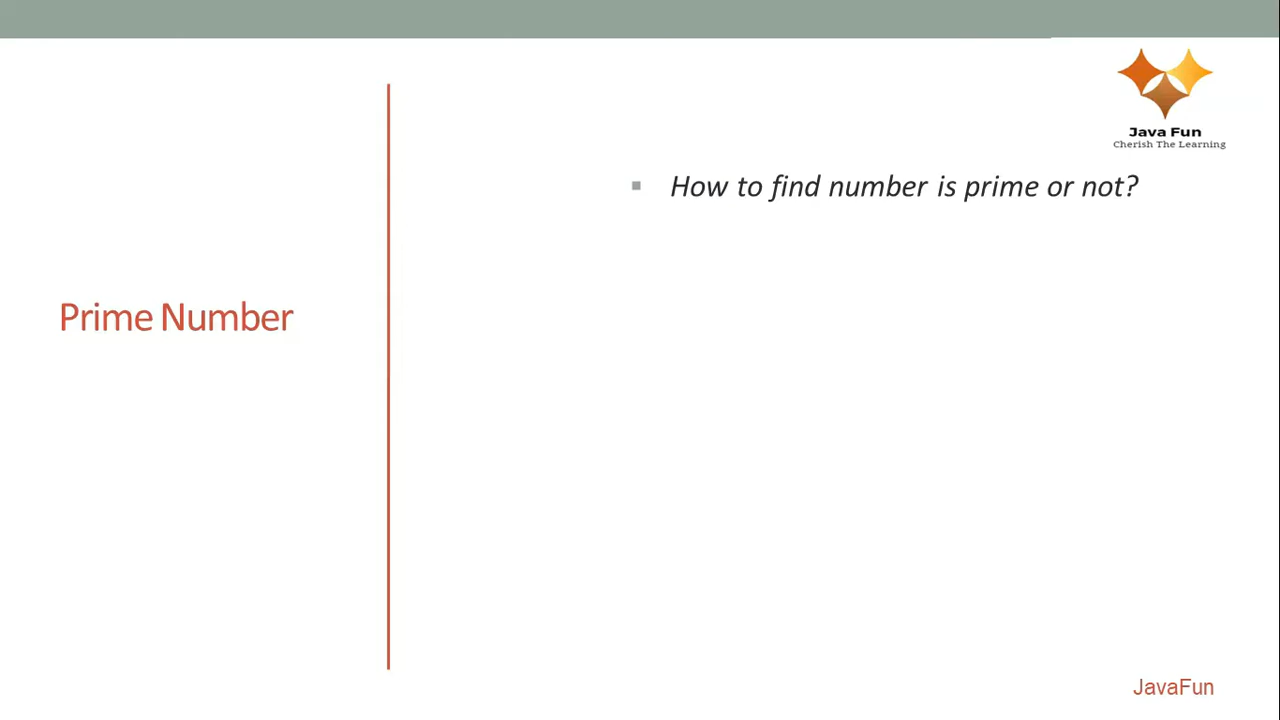 Java Fun
Cherish The Learning
▪ How to find number is prime or not?
Prime Number
JavaFun